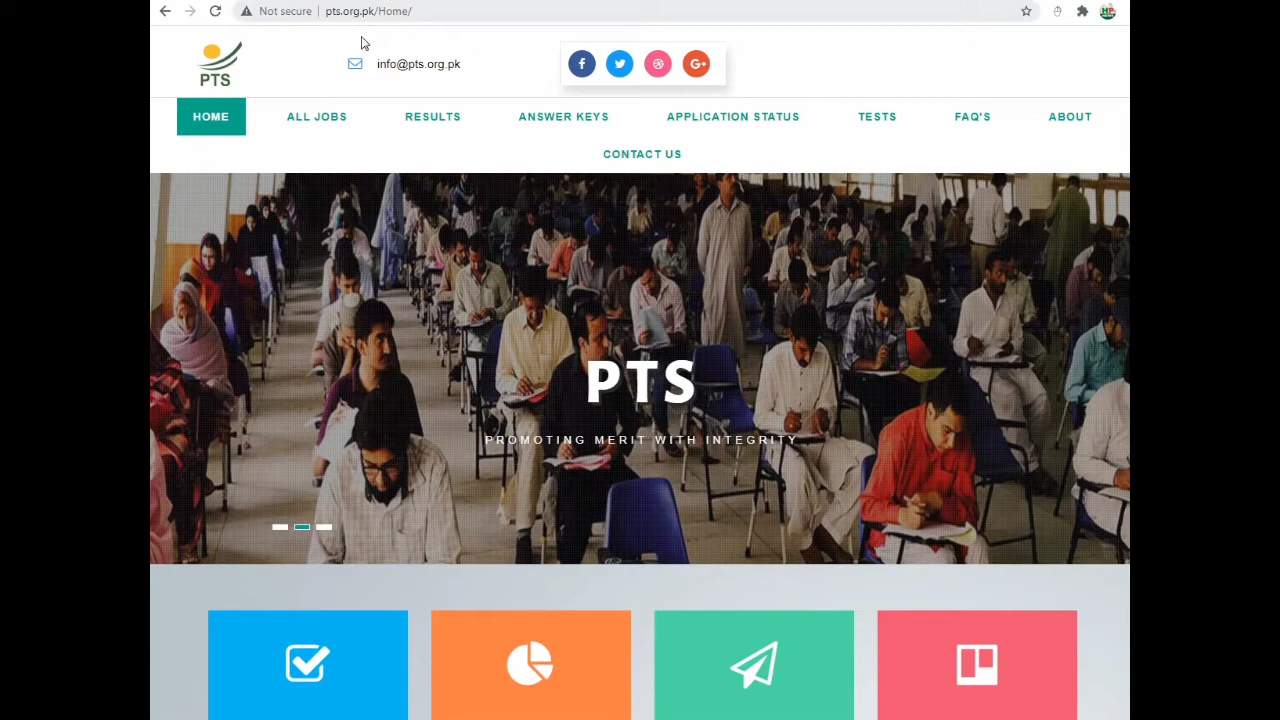 Not secure | pts.org.pk/Home/
PTS
info@pts.org.pk
HOME
ALL JOBS
RESULTS
ANSWER KEYS
APPLICATION STATUS
TESTS
FAQ'S
ABOUT
CONTACT US
PTS
PROMOTING MERIT WITH INTEGRITY